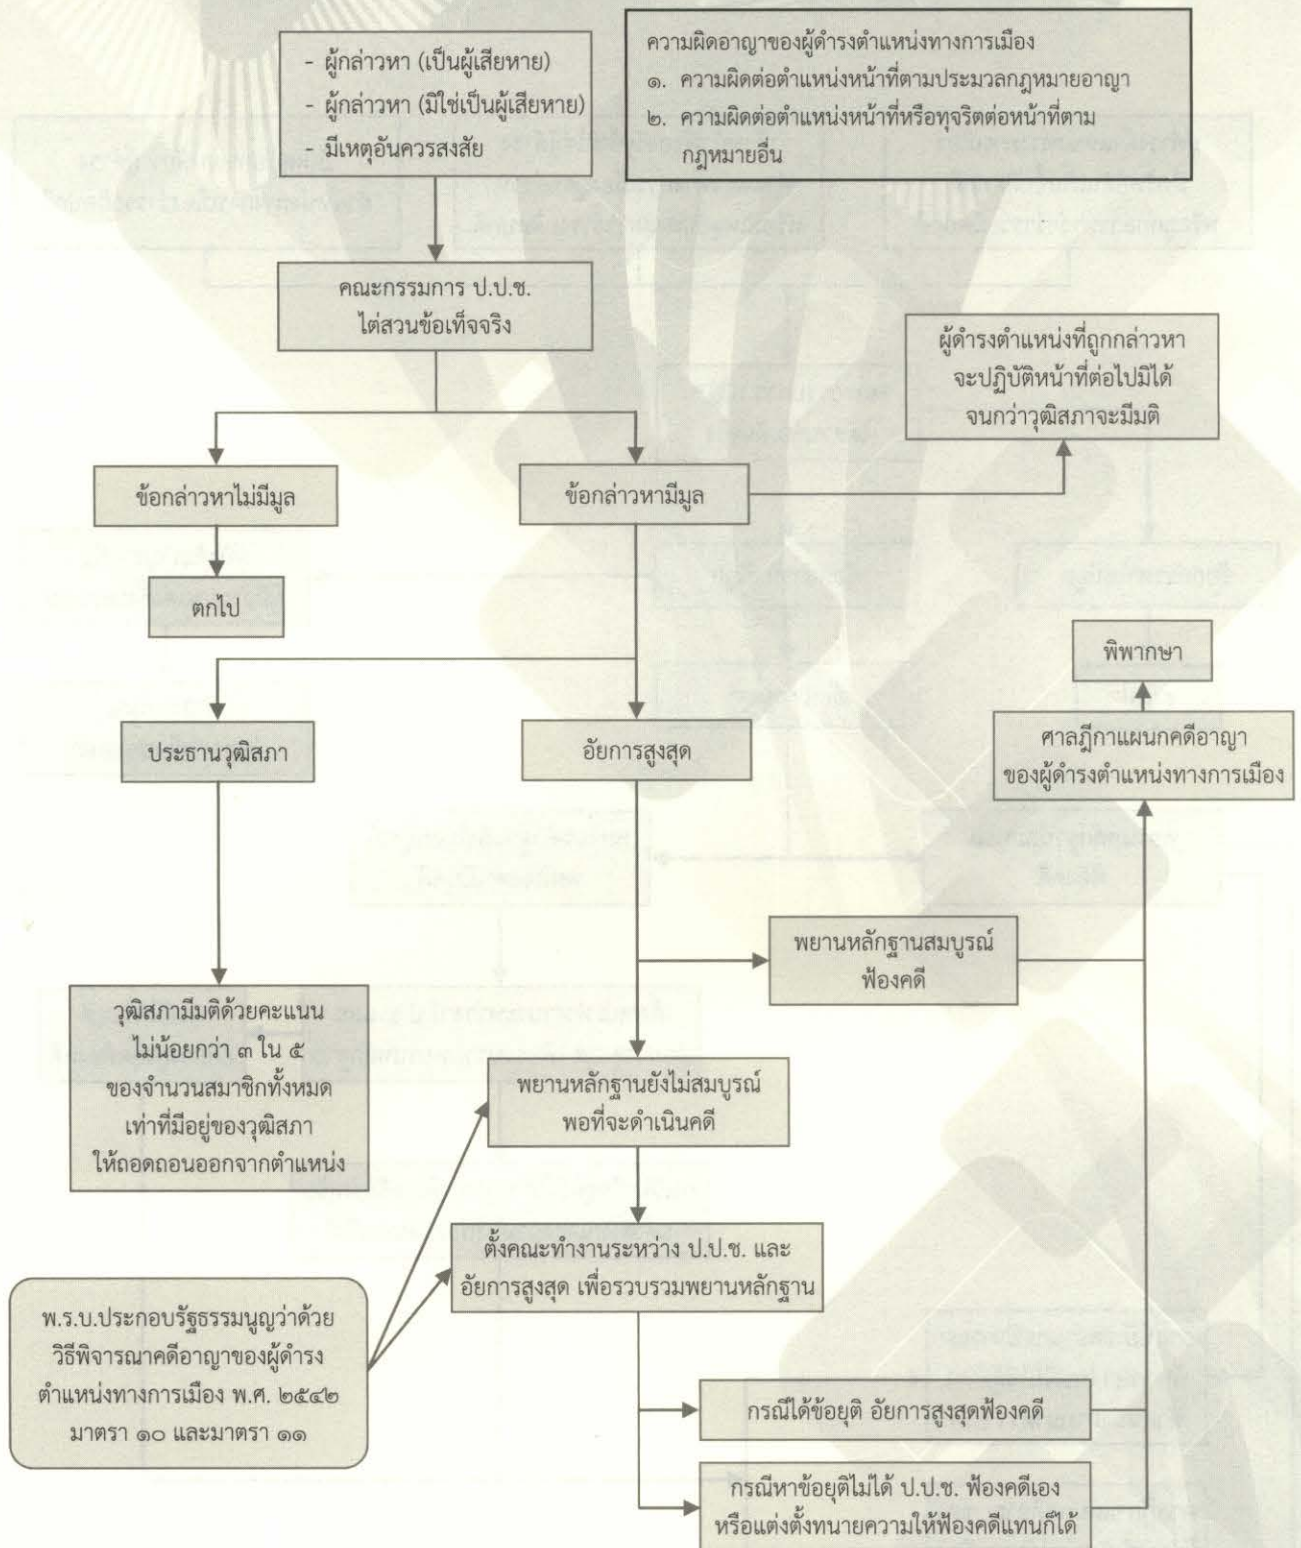 - ผู้กล่าวหา (เป็นผู้เสียหาย)
- ผู้กล่าวหา (มิใช่เป็นผู้เสียหาย)
- มีเหตุอันควรสงสัย
ความผิดอาญาของผู้ดำรงตำแหน่งทางการเมือง
๑. ความผิดต่อตำแหน่งหน้าที่ตามประมวลกฎหมายอาญา
๒. ความผิดต่อตำแหน่งหน้าที่หรือทุจริตต่อหน้าที่ตาม
กฎหมายอื่น
คณะกรรมการ ป.ป.ช.
ไต่สวนข้อเท็จจริง
ผู้ดำรงตำแหน่งที่ถูกกล่าวหา
จะปฏิบัติหน้าที่ต่อไปมิได้
จนกว่าวุฒิสภาจะมีมติ
ข้อกล่าวหาไม่มีมูล
ข้อกล่าวหามีมูล
ตกไป
พิพากษา
ประธานวุฒิสภา
อัยการสูงสุด
ศาลฎีกาแผนกคดีอาญา
ของผู้ดำรงตำแหน่งทางการเมือง
พยานหลักฐานสมบูรณ์
ฟ้องคดี
วุฒิสภามีมติด้วยคะแนน
ไม่น้อยกว่า ๓ ใน ๕
ของจำนวนสมาชิกทั้งหมด
เท่าที่มีอยู่ของวุฒิสภา
ให้ถอดถอนออกจากตำแหน่ง
พยานหลักฐานยังไม่สมบูรณ์
พอที่จะดำเนินคดี
ตั้งคณะทำงานระหว่าง ป.ป.ช. และ
อัยการสูงสุด เพื่อรวบรวมพยานหลักฐาน
พ.ร.บ.ประกอบรัฐธรรมนูญว่าด้วย
วิธีพิจารณาคดีอาญาของผู้ดำรง
ตำแหน่งทางการเมือง พ.ศ. ๒๕๔๒
มาตรา ๑๐ และมาตรา ๑๑
กรณีได้ข้อยุติ อัยการสูงสุดฟ้องคดี
กรณีหาข้อยุติไม่ได้ ป.ป.ช. ฟ้องคดีเอง
หรือแต่งตั้งทนายความให้ฟ้องคดีแทนก็ได้